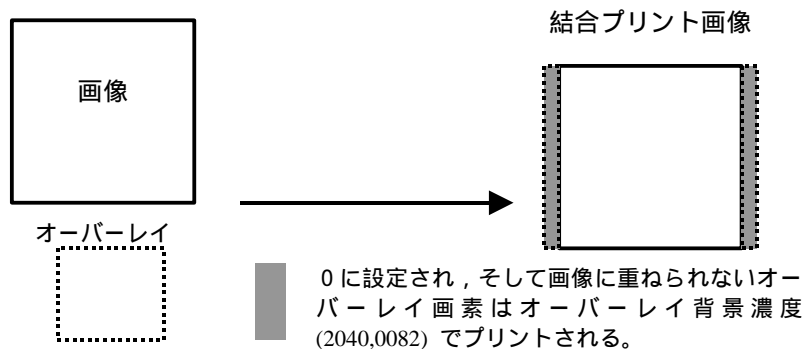 結合プリント画像
画像
オーバーレイ
0に設定され，そして画像に重ねられないオー
バーレイ画素はオーバーレイ背景濃度
(2040,0082) でプリントされる。